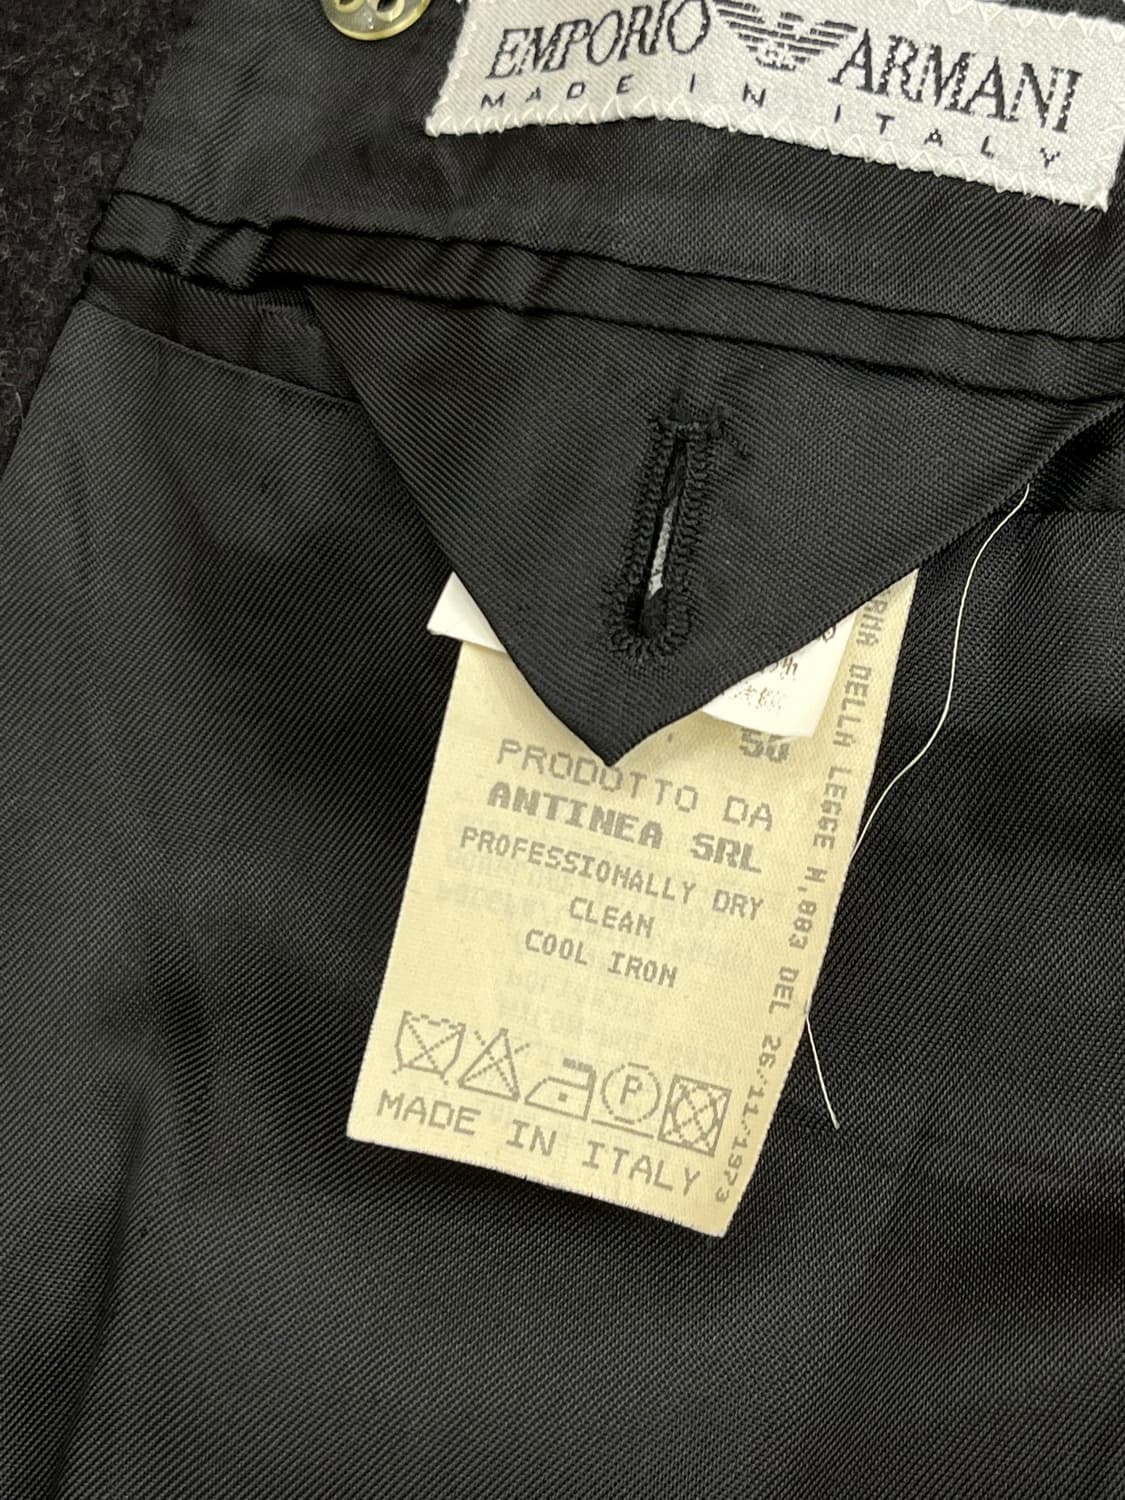 EMPORIO ARMANI
MADE IN ITALY
50
PRODOTTO DA
ANTINEA SRL
PROFESSIONALLY DRY
CLEAN
COOL IRON
P
MADE IN ITALY
DELLA LEGGE N.883 DEL 26/11/1973